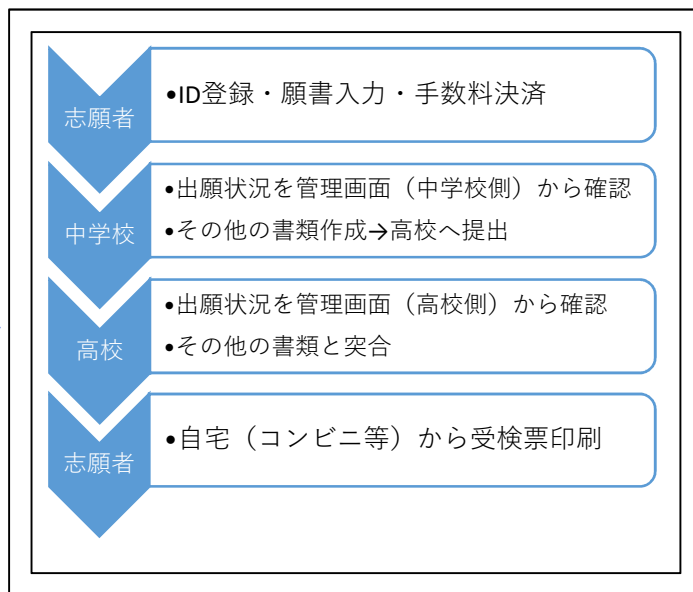 志願者
•ID登録・願書入力・手数料決済
中学校
•出願状況を管理画面（中学校側）から確認
•その他の書類作成→高校へ提出
高校
•出願状況を管理画面（高校側）から確認
•その他の書類と突合
志願者
•自宅（コンビニ等）から受検票印刷